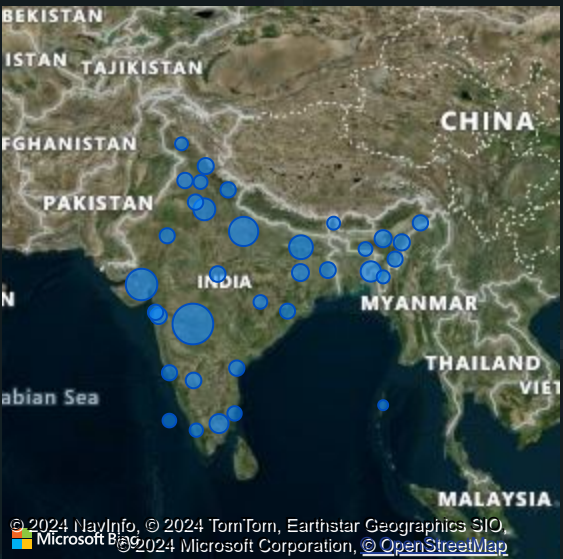 BEKISTAN
ISTAN
TAJIKISTAN
CHINA
FGHANISTAN
PAKISTAN
INDIA
N
MYANMAR
THAILAND
VIET
abian Sea
MALAYSIA
© 2024 NavInfo, © 2024 TomTom, Earthstar Geographics SIO,
Microsoft Bing
© 2024 Microsoft Corporation, © OpenStreetMap